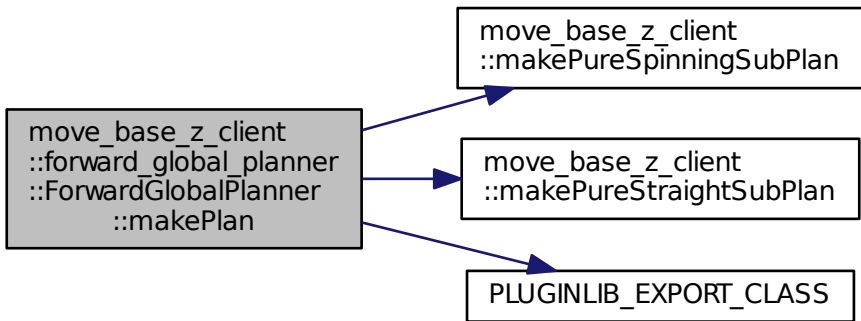 move_base_z_client
::forward_global_planner
::ForwardGlobalPlanner
::makePlan
move_base_z_client
::makePureSpinningSubPlan
move_base_z_client
::makePureStraightSubPlan
PLUGINLIB_EXPORT_CLASS